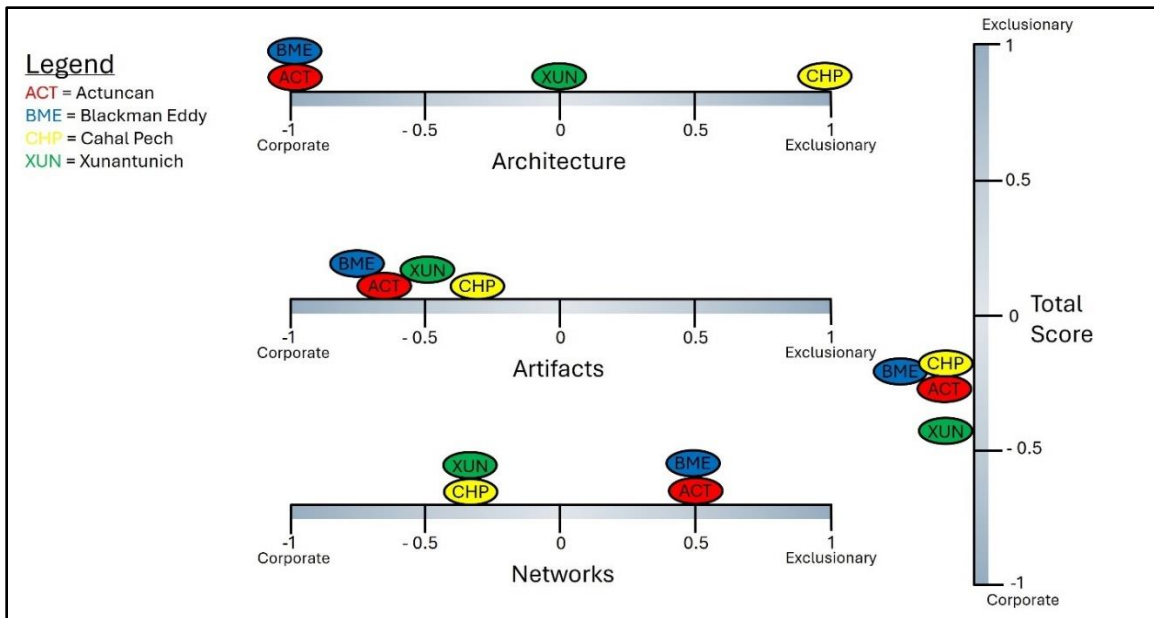 Legend
ACT = Actuncan
BME = Blackman Eddy
CHP = Cahal Pech
XUN = Xunantunich
BME
ACT
XUN
CHP
-1
- 0.5
0
0.5
1
Corporate
Exclusionary
Architecture
BME
ACT
XUN
CHP
-1
- 0.5
0
0.5
1
Corporate
Exclusionary
Artifacts
XUN
CHP
BME
ACT
-1
- 0.5
0
0.5
1
Corporate
Exclusionary
Networks
Exclusionary
1
0.5
0
Total
Score
BME
CHP
ACT
XUN
- 0.5
-1
Corporate